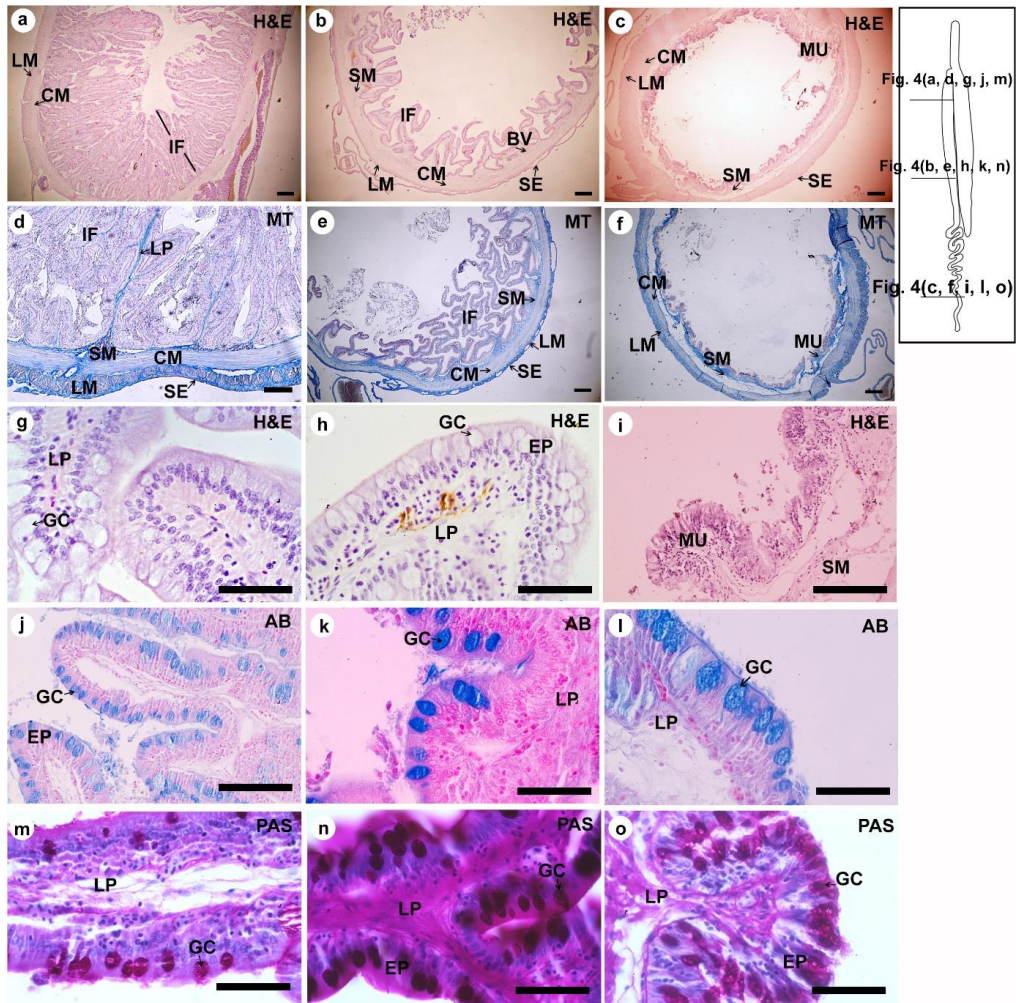 a H&E
LM
CM
IF
b H&E
SM
IF
BV
CM
LM
SE
c H&E
CM
MU
LM
SM
SE
Fig. 4(a, d, g, j, m)
Fig. 4(b, e, h, k, n)
Fig. 4(c, f, i, l, o)
d MT
IF
LP
SM
CM
LM
SE
e MT
SM
IF
LM
CM
SE
f MT
CM
LM
MU
SM
g H&E
LP
GC
h H&E
GC
EP
LP
i H&E
MU
SM
j AB
GC
EP
k AB
GC
LP
l AB
GC
LP
m PAS
LP
GC
n PAS
GC
LP
EP
o PAS
GC
LP
EP